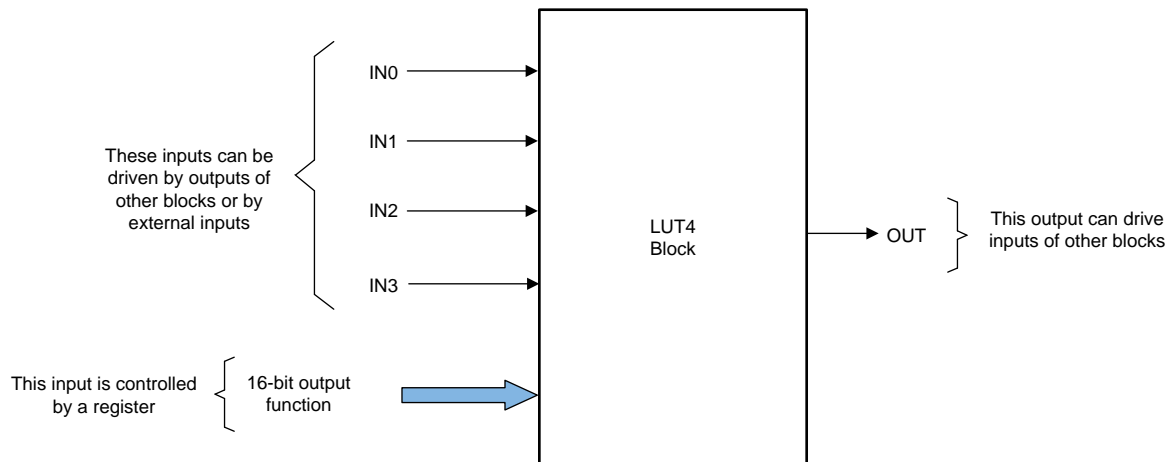 These inputs can be
driven by outputs of
other blocks or by
external inputs
IN0
IN1
IN2
IN3
This input is controlled
by a register
16-bit output
function
LUT4
Block
OUT
This output can drive
inputs of other blocks